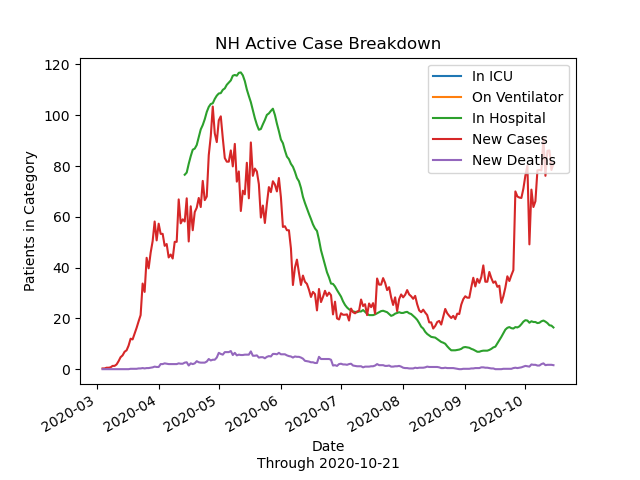 NH Active Case Breakdown
In ICU
On Ventilator
In Hospital
New Cases
New Deaths
Patients in Category
120
100
80
60
40
20
0
2020-03
2020-04
2020-05
2020-06
2020-07
2020-08
2020-09
2020-10
Date
Through 2020-10-21